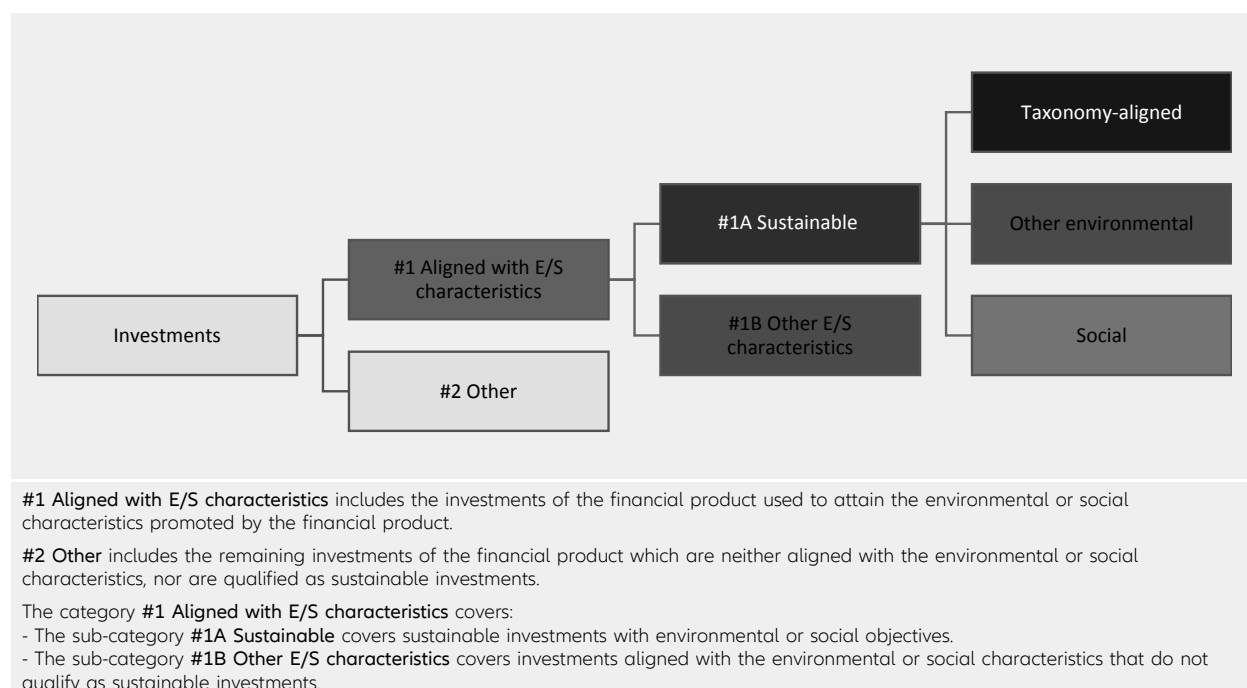 Taxonomy-aligned
#1A Sustainable
Other environmental
#1 Aligned with E/S
characteristics
Investments
#1B Other E/S
characteristics
Social
#2 Other
#1 Aligned with E/S characteristics includes the investments of the financial product used to attain the environmental or social
characteristics promoted by the financial product.
#2 Other includes the remaining investments of the financial product which are neither aligned with the environmental or social
characteristics, nor are qualified as sustainable investments.
The category #1 Aligned with E/S characteristics covers:
- The sub-category #1A Sustainable covers sustainable investments with environmental or social objectives.
- The sub-category #1B Other E/S characteristics covers investments aligned with the environmental or social characteristics that do not
qualify as sustainable investments.